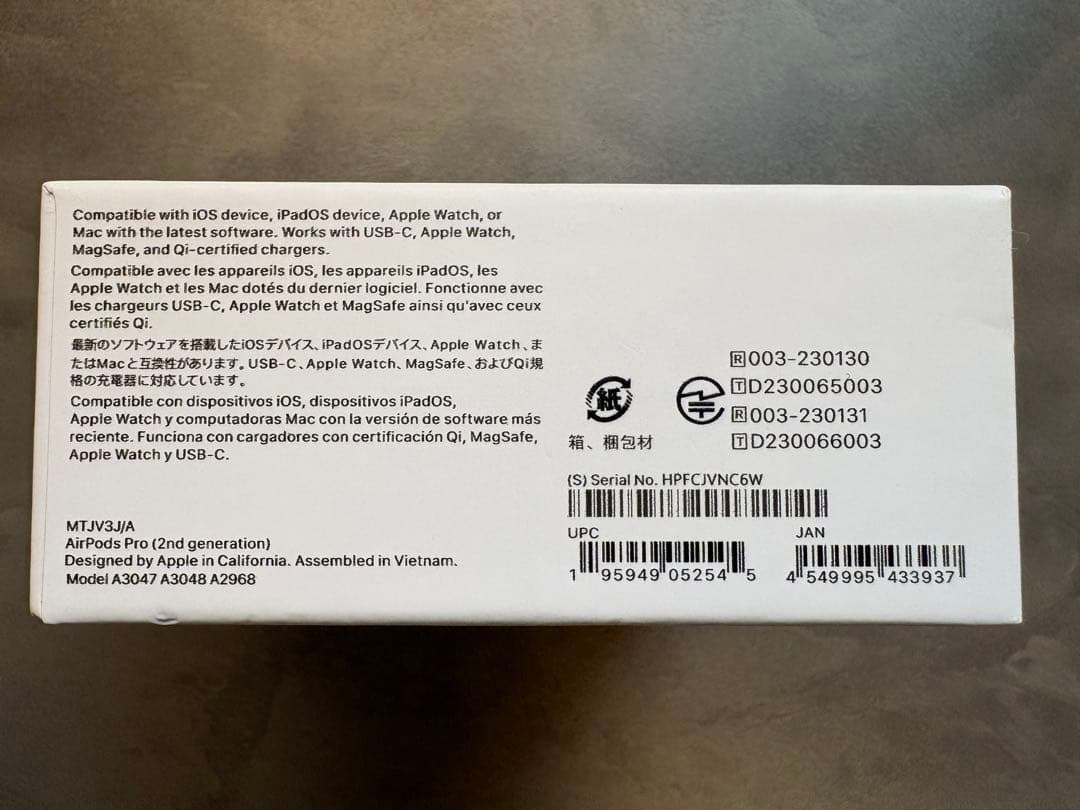 Compatible with iOS device, iPadOS device, Apple Watch, or
Mac with the latest software. Works with USB-C, Apple Watch,
MagSafe, and Qi-certified chargers.
Compatible avec les appareils iOS, les appareils iPadOS, les
Apple Watch et les Mac dotés du dernier logiciel. Fonctionne avec
les chargeurs USB-C, Apple Watch et MagSafe ainsi qu'avec ceux
certifiés Qi.
最新のソフトウェアを搭載したiOSデバイス、iPadOSデバイス、Apple Watch、ま
たはMacと互換性があります。USB-C、Apple Watch、MagSafe、およびQi規
格の充電器に対応しています。
Compatible con dispositivos iOS, dispositivos iPadOS,
Apple Watch y computadoras Mac con la versión de software más
reciente. Funciona con cargadores con certificación Qi, MagSafe,
Apple Watch y USB-C.
MTJV3J/A
AirPods Pro (2nd generation)
Designed by Apple in California. Assembled in Vietnam.
Model A3047 A3048 A2968
紙
箱、梱包材
R 003-230130
T D230065003
R 003-230131
T D230066003
(S) Serial No. HPFCJVNC6W
UPC
1 95949 05254 5
JAN
4 549995 433937